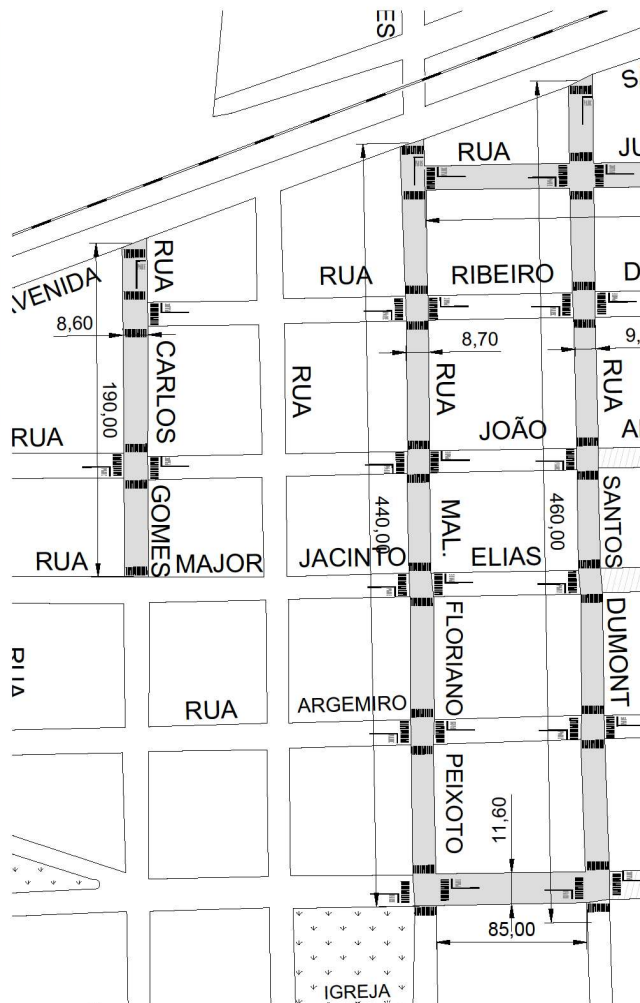 ES
S
RUA
JU
AVENIDA
RUA
RUA
RIBEIRO
D
8,60
8,70
9,
190,00
CARLOS
RUA
RUA
RUA
RUA
JOÃO
A
GOMES
440,00
MAL.
460,00
SANTOS
RUA
MAJOR
JACINTO
ELIAS
RUA
RUA
ARGEMIRO
FLORIANO
DUMONT
PEIXOTO
11,60
85,00
IGREJA